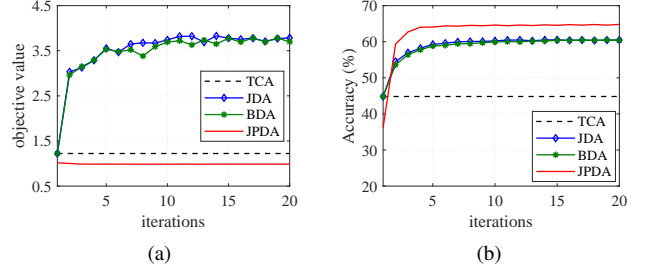 objective value
4.5
3.5
2.5
1.5
0.5
5
10
15
20
iterations
TCA
JDA
BDA
JPDA
(a)
Accuracy (%)
80
70
60
50
40
30
20
5
10
15
20
iterations
TCA
JDA
BDA
JPDA
(b)